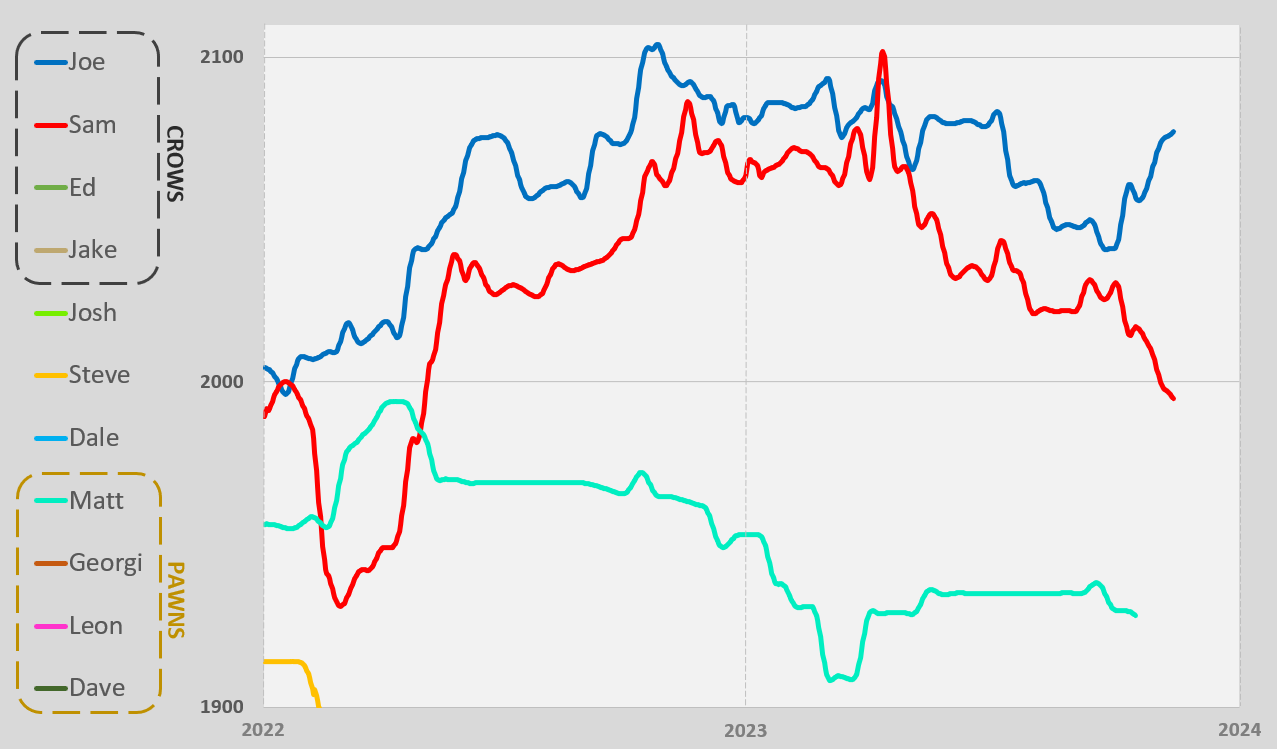 Joe
Sam
Ed
Jake
CROWS
Josh
Steve
Dale
Matt
Georgi
Leon
Dave
PAWNS
2100
2000
1900
2022
2023
2024